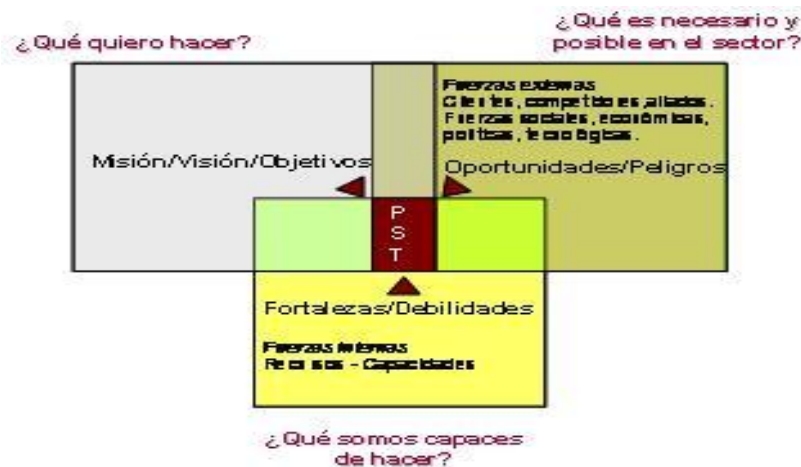 ¿Qué quiero hacer?
¿Qué es necesario y
posible en el sector?
Fuerzas externas
Clientes, competidores, aliados.
Fuerzas sociales, económicas,
políticas, tecnológicas.
Misión/Visión/Objetivos
Oportunidades/Peligros
P
S
T
Fortalezas/Debilidades
Fuerzas internas
Recursos - Capacidades
¿Qué somos capaces
de hacer?